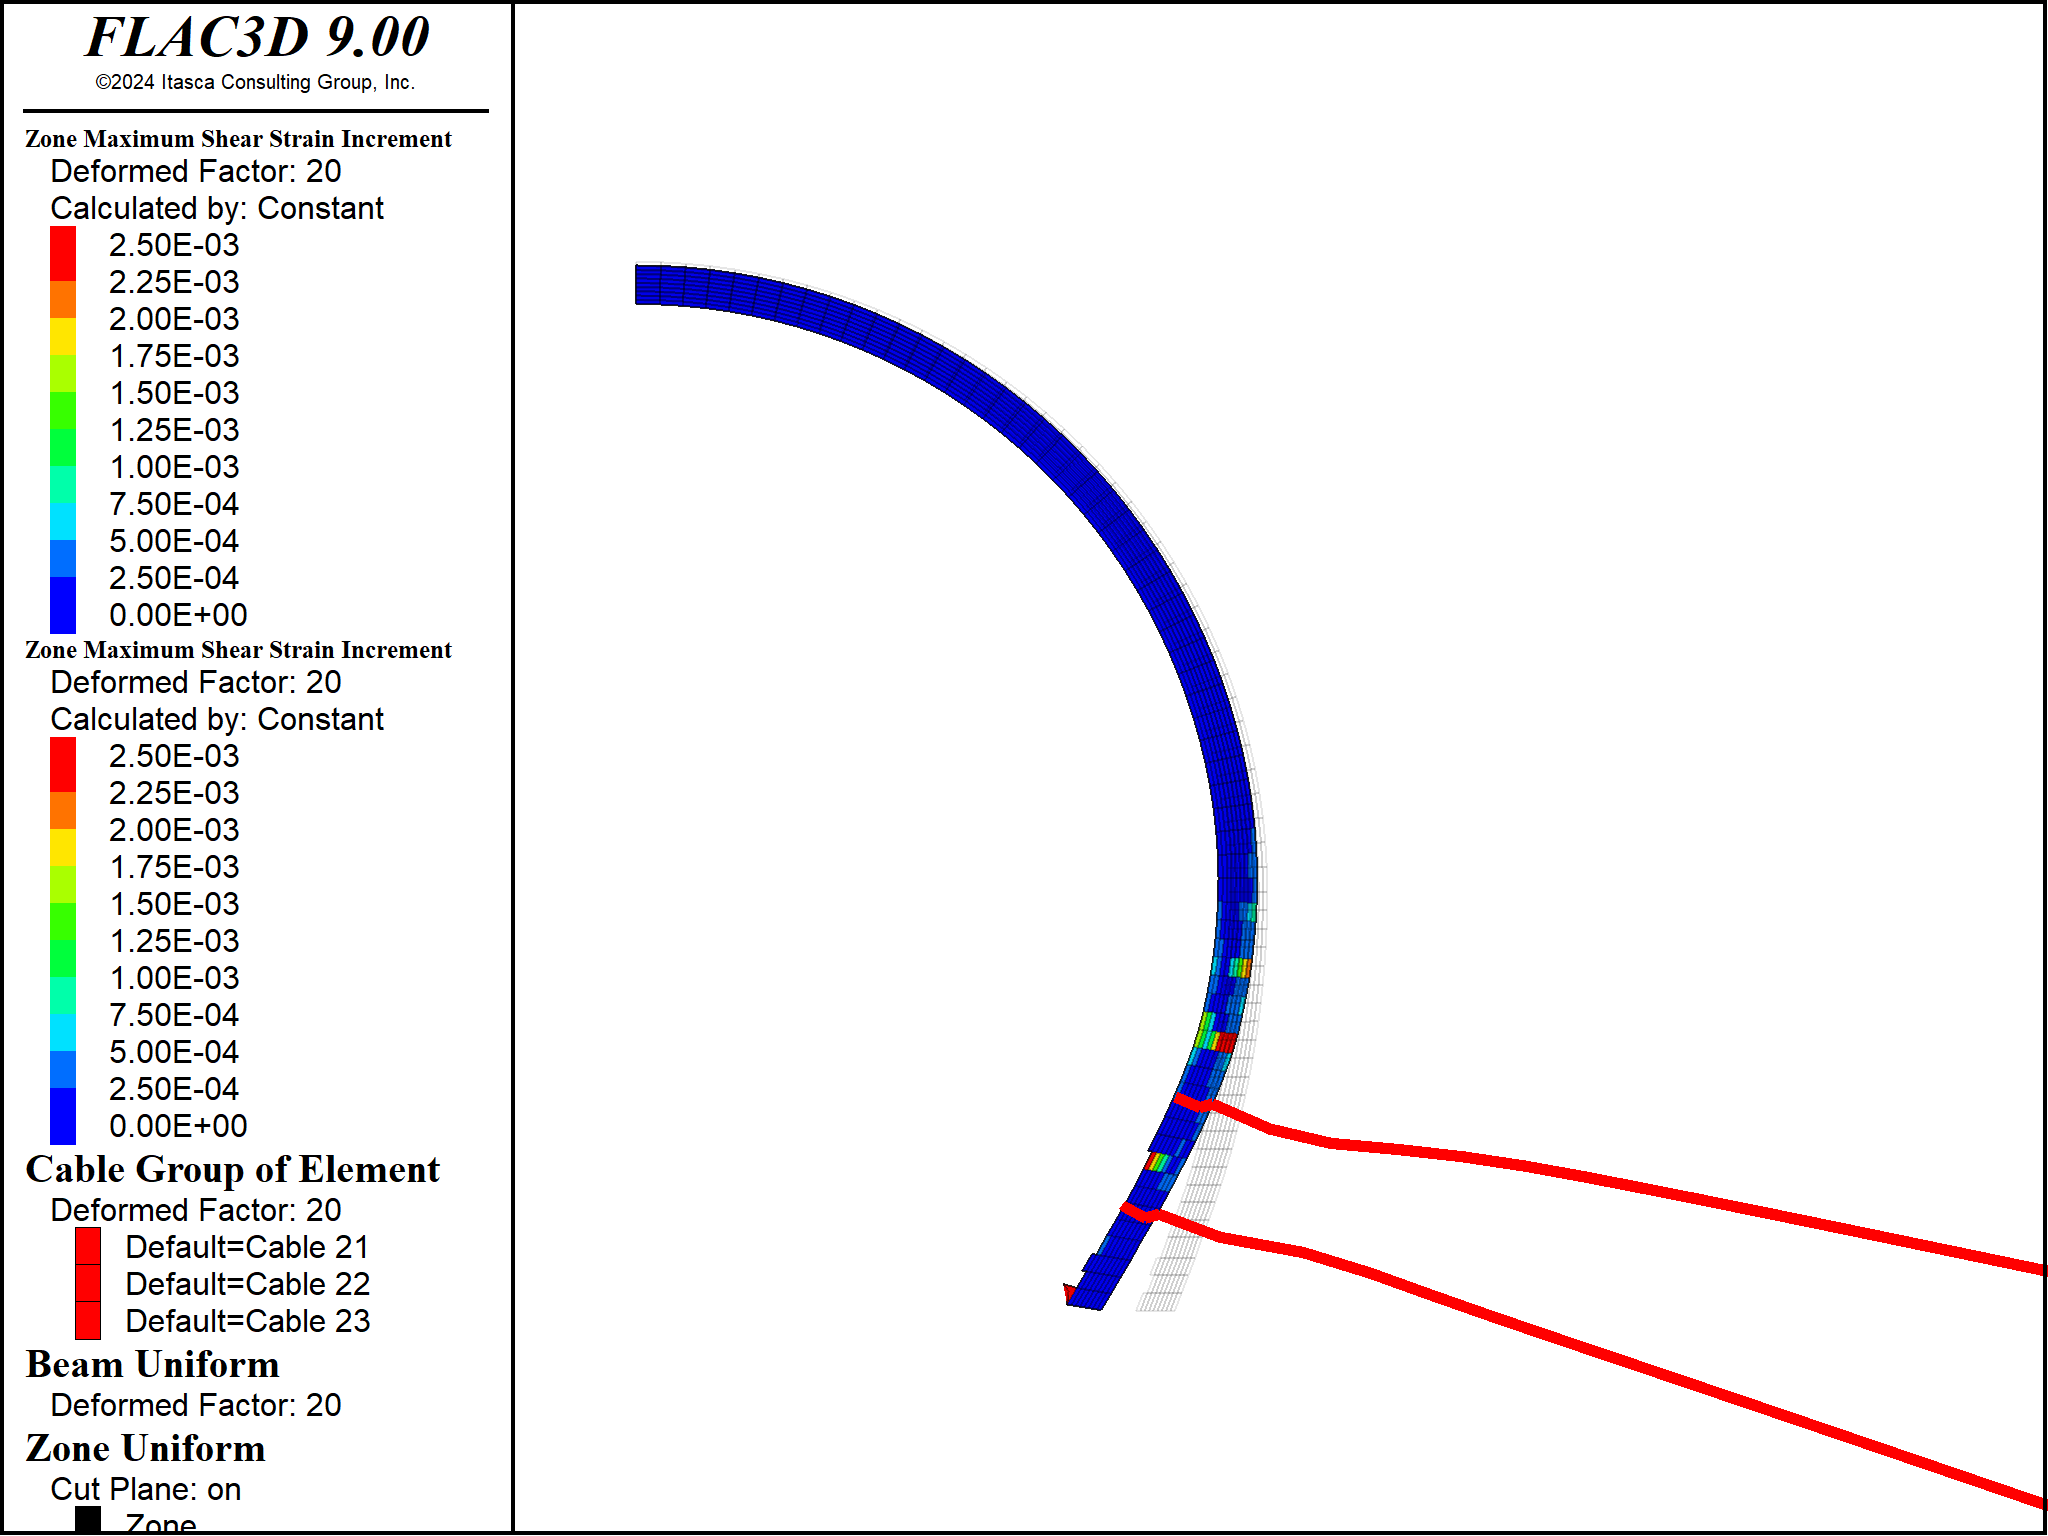 FLAC3D 9.00
©2024 Itasca Consulting Group, Inc.
Zone Maximum Shear Strain Increment
Deformed Factor: 20
Calculated by: Constant
2.50E-03
2.25E-03
2.00E-03
1.75E-03
1.50E-03
1.25E-03
1.00E-03
7.50E-04
5.00E-04
2.50E-04
0.00E+00
Zone Maximum Shear Strain Increment
Deformed Factor: 20
Calculated by: Constant
2.50E-03
2.25E-03
2.00E-03
1.75E-03
1.50E-03
1.25E-03
1.00E-03
7.50E-04
5.00E-04
2.50E-04
0.00E+00
Cable Group of Element
Deformed Factor: 20
Default=Cable 21
Default=Cable 22
Default=Cable 23
Beam Uniform
Deformed Factor: 20
Zone Uniform
Cut Plane: on
Zone